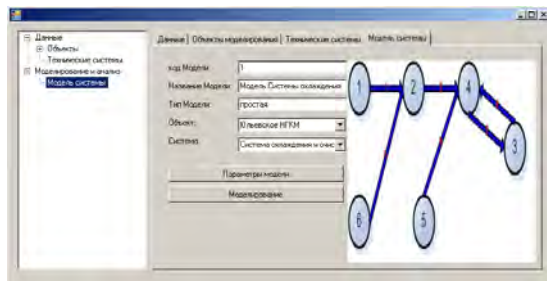 Данные
Объекты
Технические системы
Моделирование и анализ
Модель системы
Данные Объекты моделирования Технические системы Модель системы
код Модели: 1
Название Модели: Модель Системы охлаждения
Тип Модели: простая
Объект: Юльевское НГКМ
Система: Система охлаждения и очис
Параметры модели
Моделирование
1 2 4
3
6 5